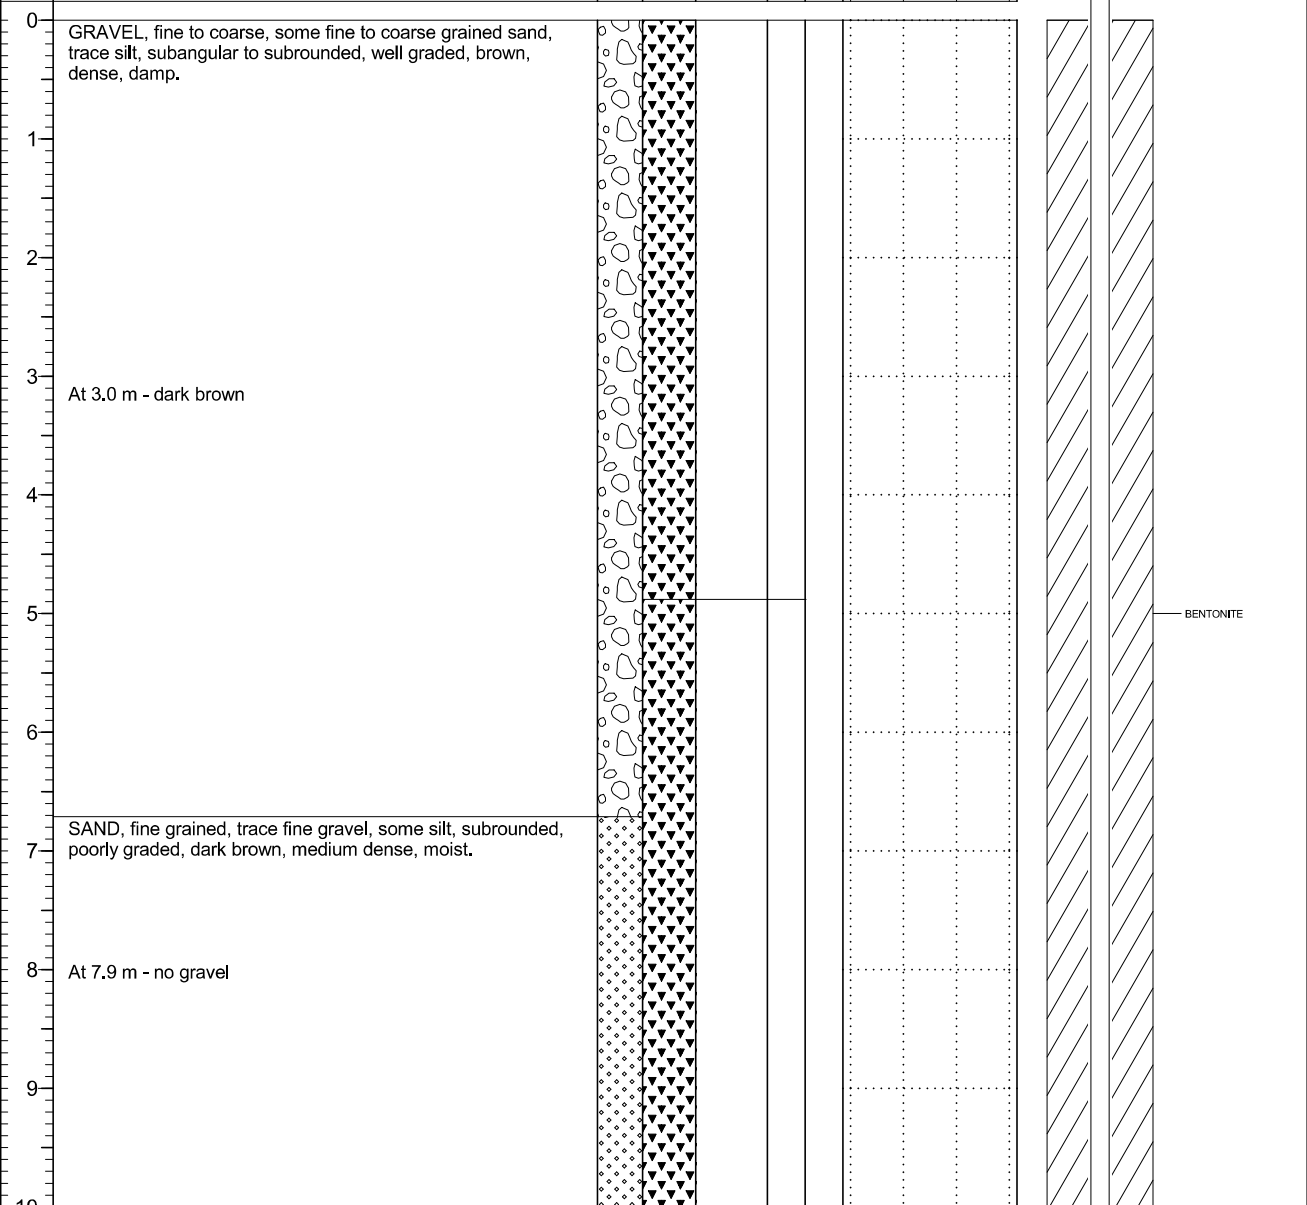 0
GRAVEL, fine to coarse, some fine to coarse grained sand,
trace silt, subangular to subrounded, well graded, brown,
dense, damp.
1
2
3
At 3.0 m - dark brown
4
5
BENTONITE
6
SAND, fine grained, trace fine gravel, some silt, subrounded,
poorly graded, dark brown, medium dense, moist.
7
8
At 7.9 m - no gravel
9
10